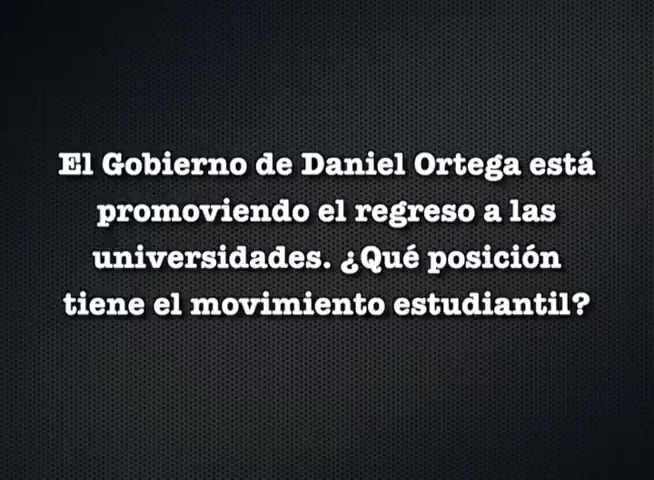 El Gobierno de Daniel Ortega está
promoviendo el regreso a las
universidades. ¿Qué posición
tiene el movimiento estudiantil?